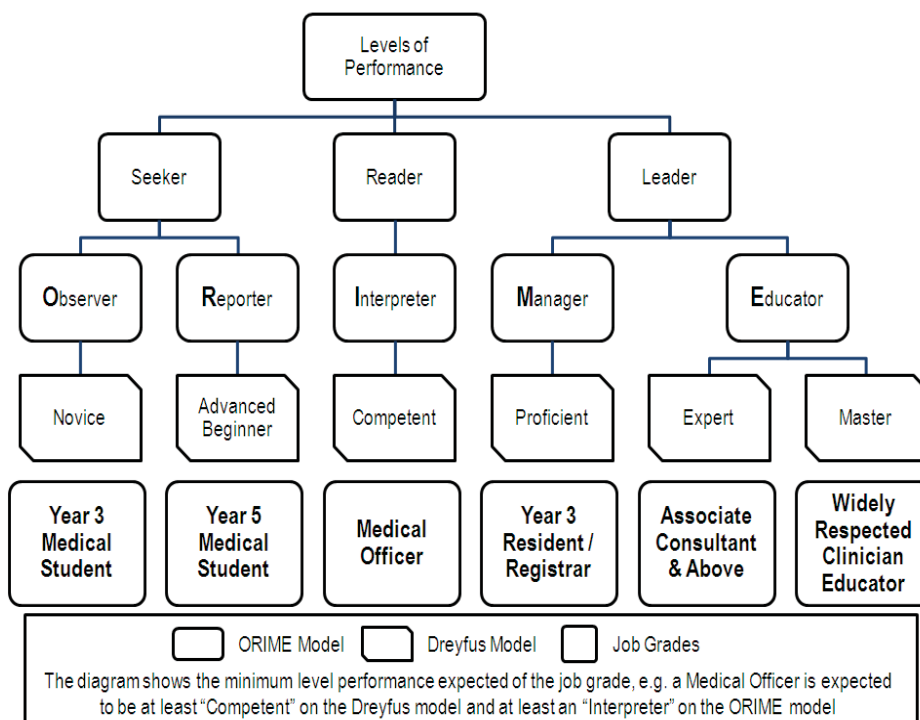 Levels of
Performance
Seeker
Reader
Leader
Observer
Reporter
Interpreter
Manager
Educator
Novice
Advanced
Beginner
Competent
Proficient
Expert
Master
Year 3
Medical
Student
Year 5
Medical
Student
Medical
Officer
Year 3
Resident /
Registrar
Associate
Consultant
& Above
Widely
Respected
Clinician
Educator
ORIME Model
Dreyfus Model
Job Grades
The diagram shows the minimum level performance expected of the job grade, e.g. a Medical Officer is expected
to be at least “Competent” on the Dreyfus model and at least an “Interpreter” on the ORIME model